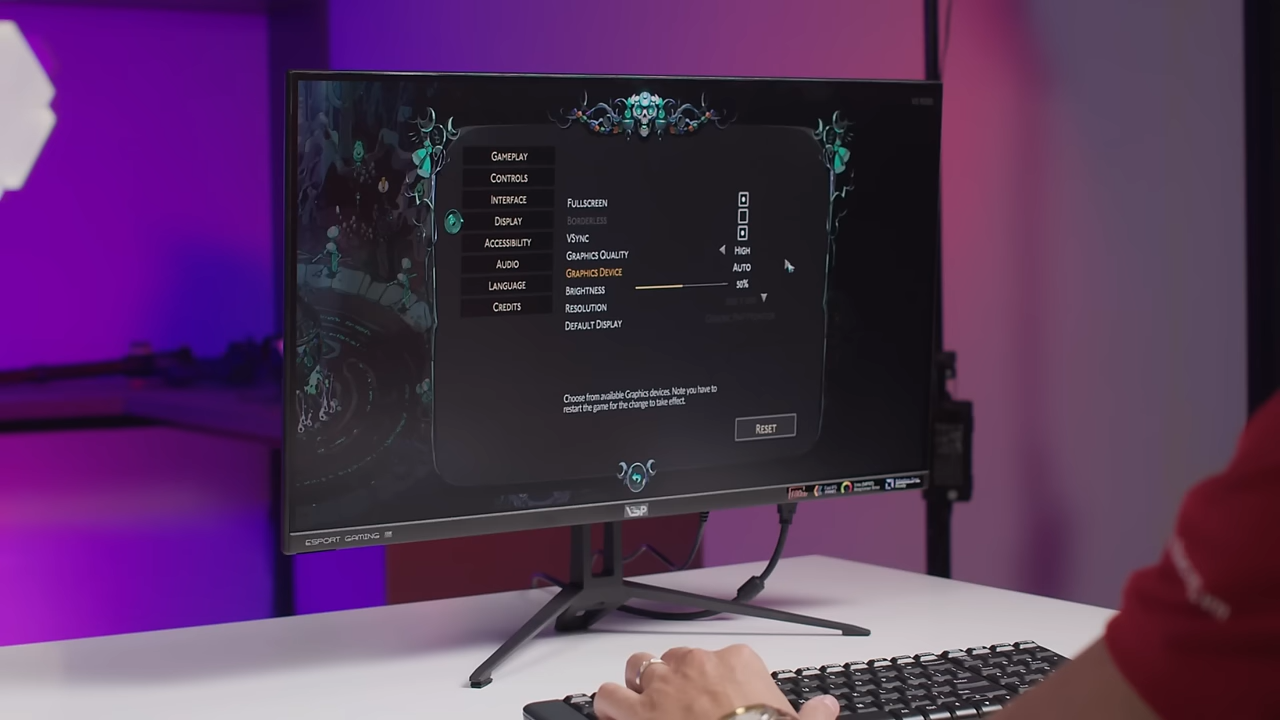 GAMEPLAY
CONTROLS
INTERFACE
DISPLAY
ACCESSIBILITY
AUDIO
LANGUAGE
CREDITS
FULLSCREEN
BORDERLESS
VSYNC
GRAPHICS QUALITY
HIGH
GRAPHICS DEVICE
AUTO
BRIGHTNESS
50%
RESOLUTION
DEFAULT DISPLAY
Choose from available Graphics devices. Note you have to
restart the game for the change to take effect.
RESET
ESPORT GAMING